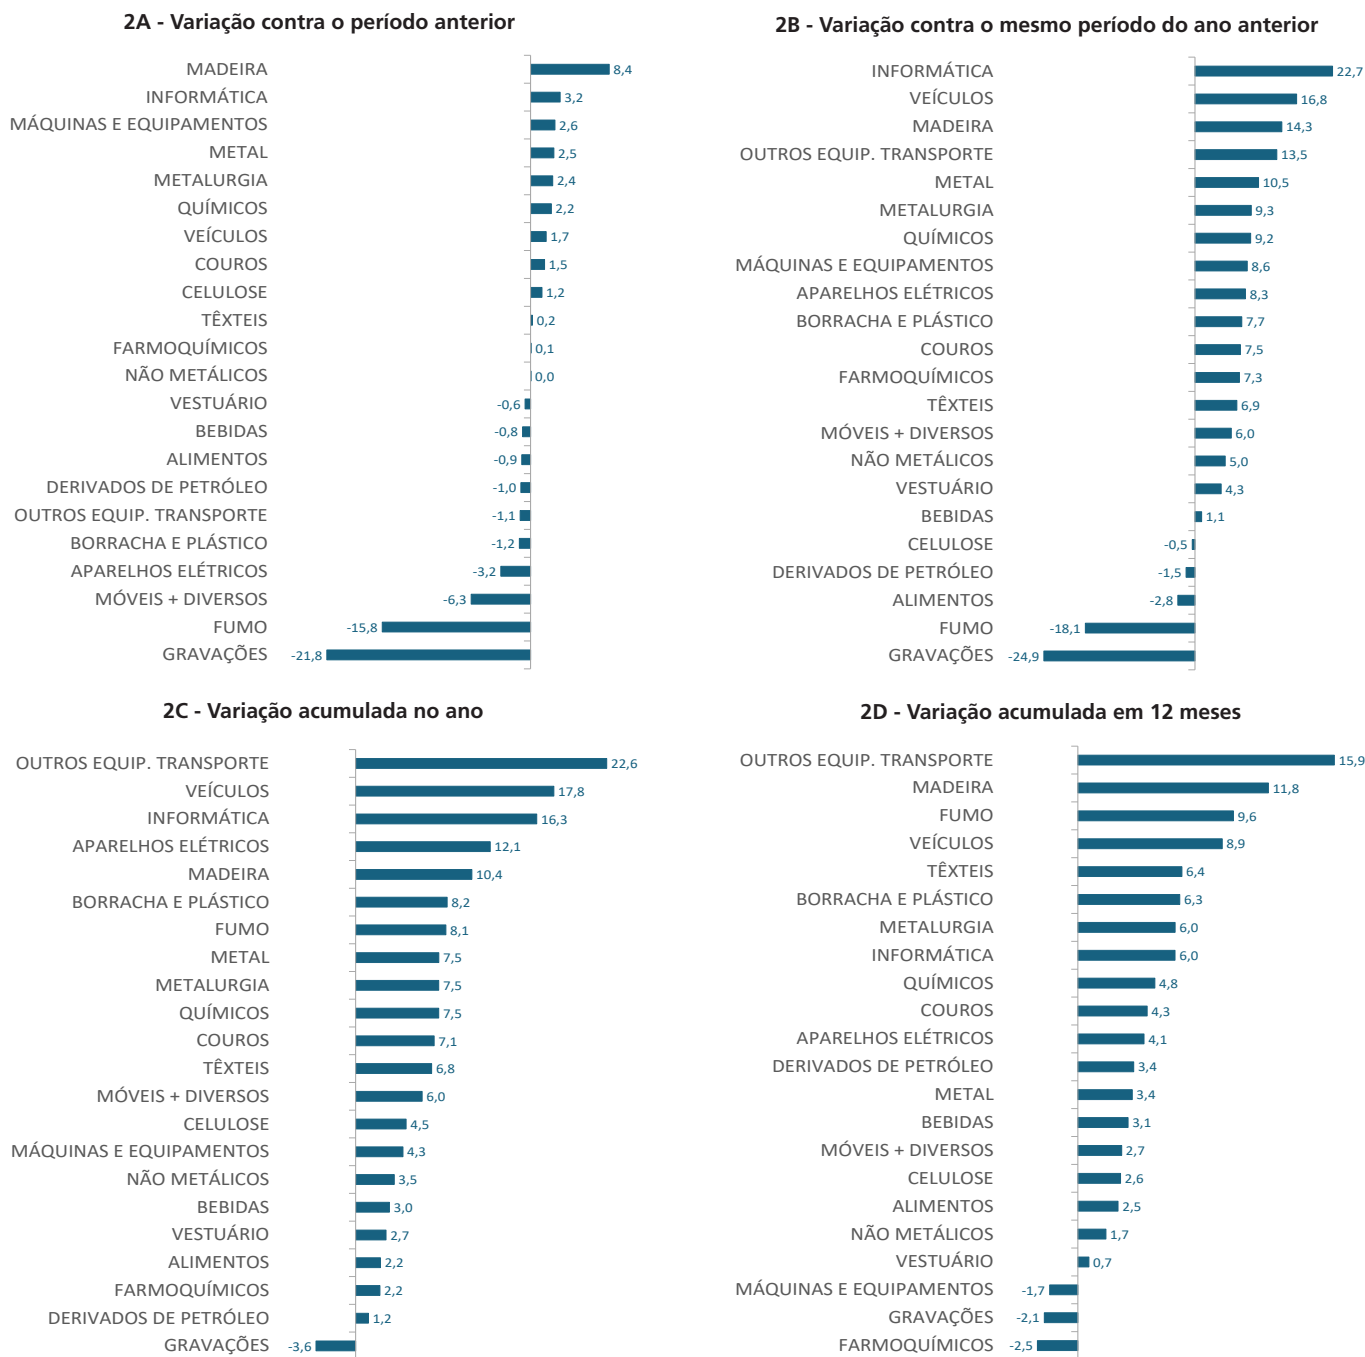 2A - Variação contra o período anterior
MADEIRA 8,4
INFORMÁTICA 3,2
MÁQUINAS E EQUIPAMENTOS 2,6
METAL 2,5
METALURGIA 2,4
QUÍMICOS 2,2
VEÍCULOS 1,7
COUROS 1,5
CELULOSE 1,2
TÊXTEIS 0,2
FARMOQUÍMICOS 0,1
NÃO METÁLICOS 0,0
VESTUÁRIO -0,6
BEBIDAS -0,8
ALIMENTOS -0,9
DERIVADOS DE PETRÓLEO -1,0
OUTROS EQUIP. TRANSPORTE -1,1
BORRACHA E PLÁSTICO -1,2
APARELHOS ELÉTRICOS -3,2
MÓVEIS + DIVERSOS -6,3
FUMO -15,8
GRAVAÇÕES -21,8
2B - Variação contra o mesmo período do ano anterior
INFORMÁTICA 22,7
VEÍCULOS 16,8
MADEIRA 14,3
OUTROS EQUIP. TRANSPORTE 13,5
METAL 10,5
METALURGIA 9,3
QUÍMICOS 9,2
MÁQUINAS E EQUIPAMENTOS 8,6
APARELHOS ELÉTRICOS 8,3
BORRACHA E PLÁSTICO 7,7
COUROS 7,5
FARMOQUÍMICOS 7,3
TÊXTEIS 6,9
MÓVEIS + DIVERSOS 6,0
NÃO METÁLICOS 5,0
VESTUÁRIO 4,3
BEBIDAS 1,1
CELULOSE -0,5
DERIVADOS DE PETRÓLEO -1,5
ALIMENTOS -2,8
FUMO -18,1
GRAVAÇÕES -24,9
2C - Variação acumulada no ano
OUTROS EQUIP. TRANSPORTE 22,6
VEÍCULOS 17,8
INFORMÁTICA 16,3
APARELHOS ELÉTRICOS 12,1
MADEIRA 10,4
BORRACHA E PLÁSTICO 8,2
FUMO 8,1
METAL 7,5
METALURGIA 7,5
QUÍMICOS 7,5
COUROS 7,1
TÊXTEIS 6,8
MÓVEIS + DIVERSOS 6,0
CELULOSE 4,5
MÁQUINAS E EQUIPAMENTOS 4,3
NÃO METÁLICOS 3,5
BEBIDAS 3,0
VESTUÁRIO 2,7
ALIMENTOS 2,2
FARMOQUÍMICOS 2,2
DERIVADOS DE PETRÓLEO 1,2
GRAVAÇÕES -3,6
2D - Variação acumulada em 12 meses
OUTROS EQUIP. TRANSPORTE 15,9
MADEIRA 11,8
FUMO 9,6
VEÍCULOS 8,9
TÊXTEIS 6,4
BORRACHA E PLÁSTICO 6,3
METALURGIA 6,0
INFORMÁTICA 6,0
QUÍMICOS 4,8
COUROS 4,3
APARELHOS ELÉTRICOS 4,1
DERIVADOS DE PETRÓLEO 3,4
METAL 3,4
BEBIDAS 3,1
MÓVEIS + DIVERSOS 2,7
CELULOSE 2,6
ALIMENTOS 2,5
NÃO METÁLICOS 1,7
VESTUÁRIO 0,7
MÁQUINAS E EQUIPAMENTOS -1,7
GRAVAÇÕES -2,1
FARMOQUÍMICOS -2,5